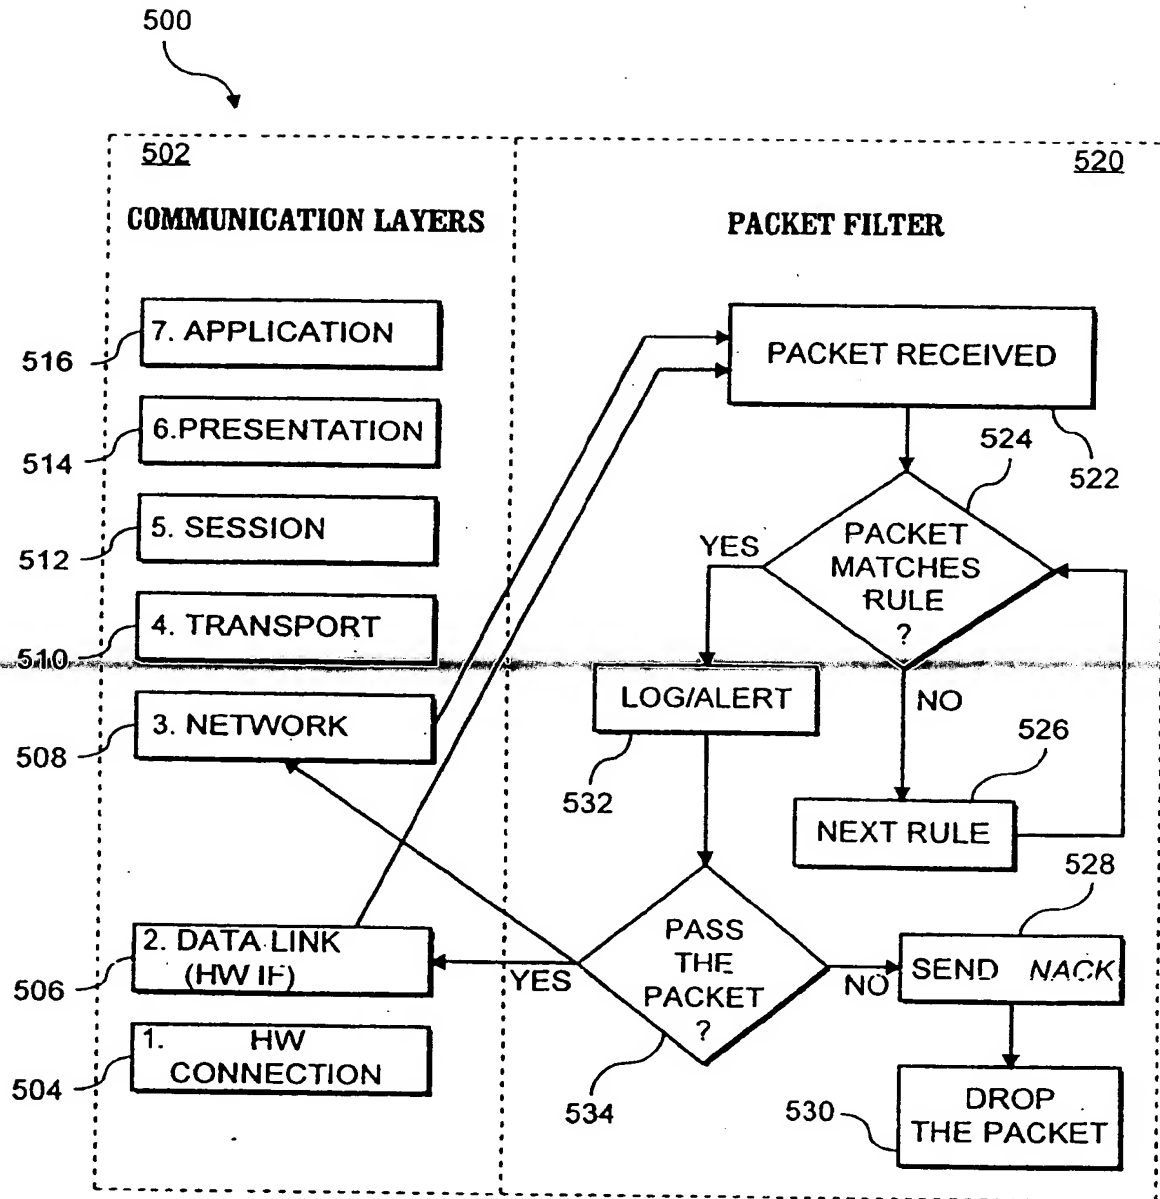 500
502
520
COMMUNICATION LAYERS
PACKET FILTER
7. APPLICATION
516
PACKET RECEIVED
522
6.PRESENTATION
514
524
5. SESSION
512
YES
PACKET
MATCHES
RULE
?
4. TRANSPORT
510
LOG/ALERT
532
NO
3. NETWORK
508
526
NEXT RULE
528
2. DATA LINK
(HW IF)
506
YES
PASS
THE
PACKET
?
534
NO
SEND NACK
1. HW
CONNECTION
504
530
DROP
THE PACKET